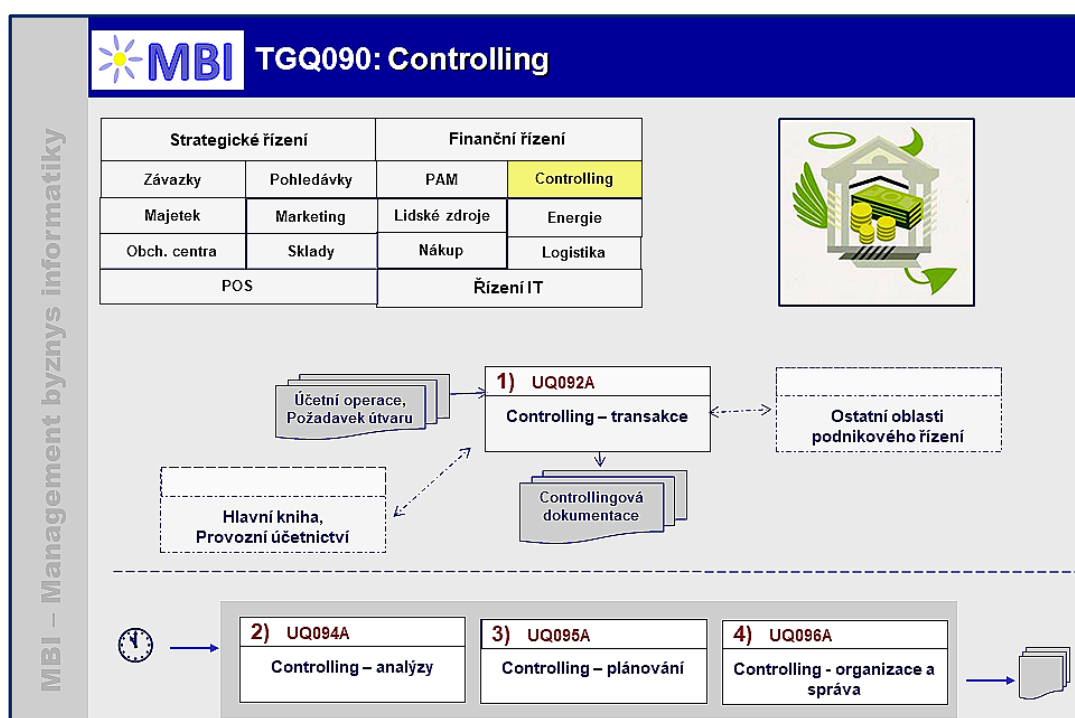 MBI
TGQ090: Controlling
MBI – Management byznys informatiky
Strategické řízení
Finanční řízení
Závazky
Pohledávky
PAM
Controlling
Majetek
Marketing
Lidské zdroje
Energie
Obch. centra
Sklady
Nákup
Logistika
POS
Řízení IT
Účetní operace,
Požadavek útvaru
1) UQ092A
Controlling – transakce
Ostatní oblasti
podnikového řízení
Hlavní kniha,
Provozní účetnictví
Controllingová
dokumentace
2) UQ094A
Controlling – analýzy
3) UQ095A
Controlling – plánování
4) UQ096A
Controlling - organizace a
správa